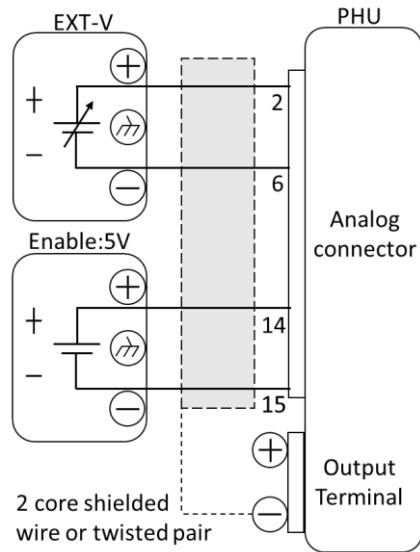 EXT-V
PHU
+
+
2
-
-
6
Analog
connector
Enable:5V
+
+
14
-
-
15
+
Output
Terminal
2 core shielded
wire or twisted pair
-